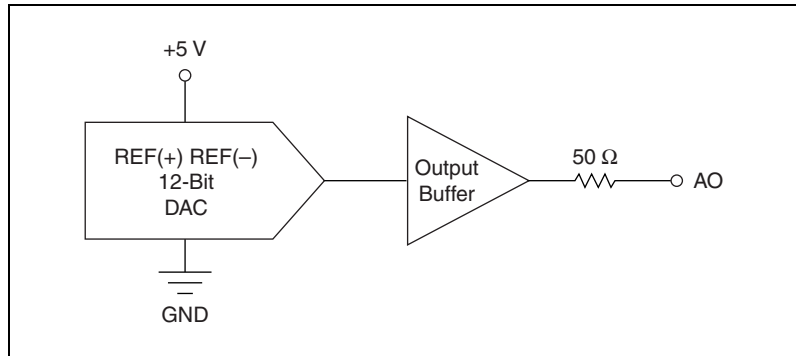 +5 V
REF(+) REF(–)
12-Bit
DAC
GND
Output
Buffer
50 Ω
AO